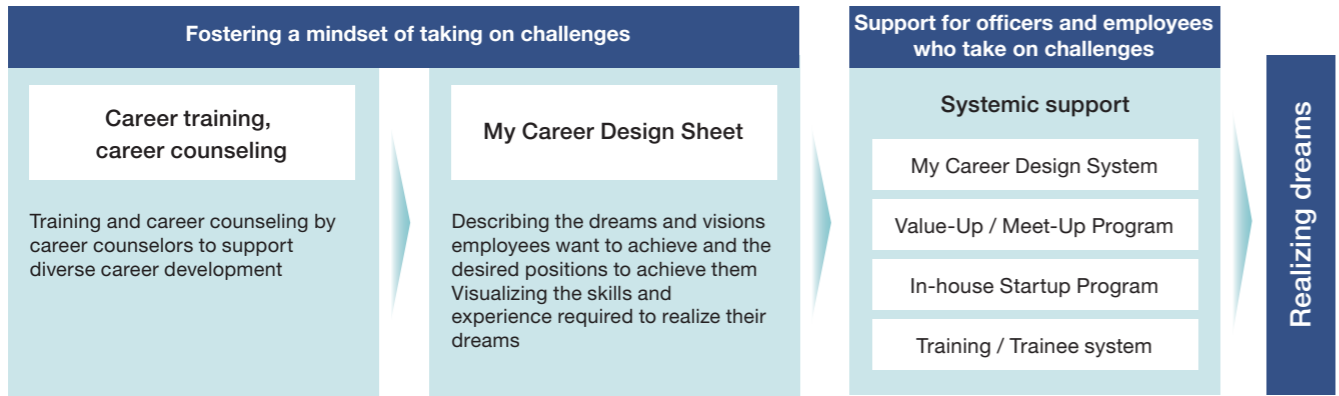 Fostering a mindset of taking on challenges
Career training,
career counseling
Training and career counseling by
career counselors to support
diverse career development
My Career Design Sheet
Describing the dreams and visions
employees want to achieve and the
desired positions to achieve them
Visualizing the skills and
experience required to realize their
dreams
Support for officers and employees
who take on challenges
Systemic support
My Career Design System
Value-Up / Meet-Up Program
In-house Startup Program
Training / Trainee system
Realizing dreams